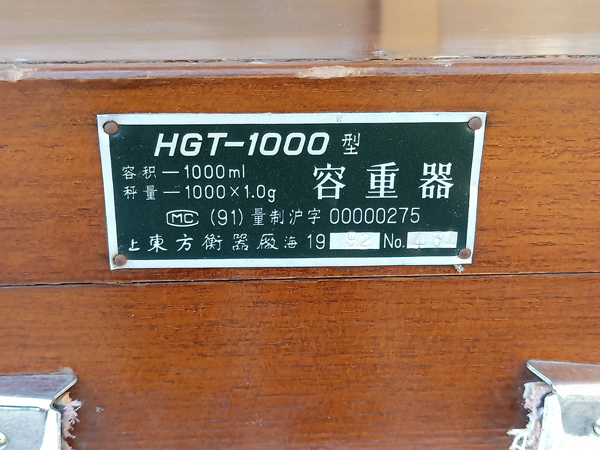 HGT-1000 型
容积 — 1000ml
秤量 — 1000×1.0g
容重器
MC (91) 量制沪字 00000275
上東方衡器廠海 19 92 No. 431